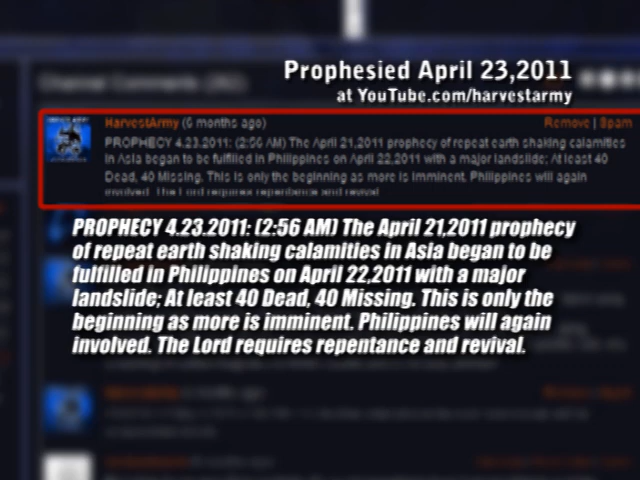 Prophesied April 23,2011
at YouTube.com/harvestarmy
Channel Comments
HarvestArmy (6 months ago) Remove | Spam
PROPHECY 4.23.2011: (2:56 AM) The April 21,2011 prophecy of repeat earth shaking calamities
in Asia began to be fulfilled in Philippines on April 22,2011 with a major landslide; At least 40
Dead, 40 Missing. This is only the beginning as more is imminent. Philippines will again
involved. The Lord requires repentance and revival.
PROPHECY 4.23.2011: (2:56 AM) The April 21,2011 prophecy
of repeat earth shaking calamities in Asia began to be
fulfilled in Philippines on April 22,2011 with a major
landslide; At least 40 Dead, 40 Missing. This is only the
beginning as more is imminent. Philippines will again
involved. The Lord requires repentance and revival.